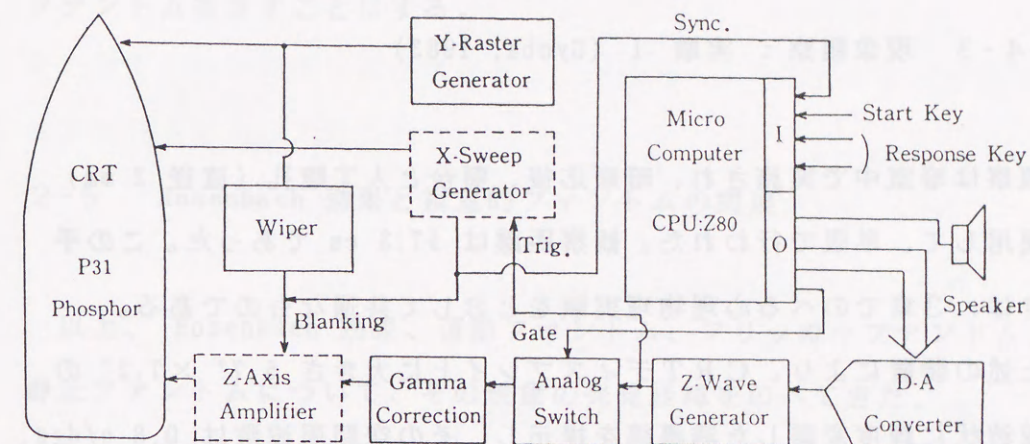 Sync.
Y-Raster
Generator
Micro
Computer
CPU:Z80
I
O
Start Key
Response Key
X-Sweep
Generator
CRT
P31
Phosphor
Wiper
Trig.
Speaker
Blanking
Gate
Z-Axis
Amplifier
Gamma
Correction
Analog
Switch
Z-Wave
Generator
D-A
Converter